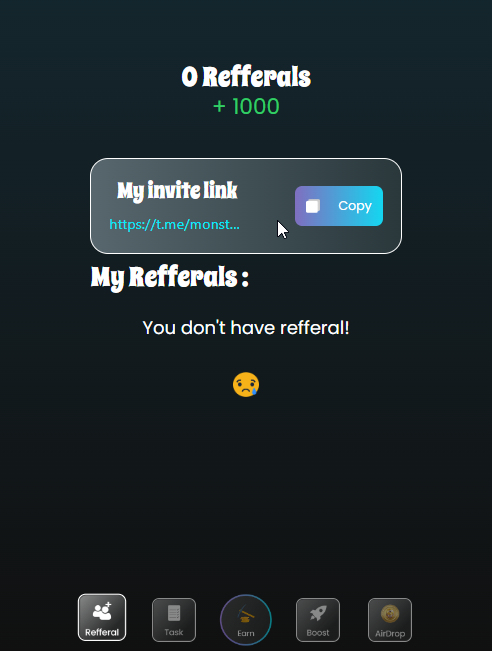 0 Refferals
+ 1000
My invite link
https://t.me/monst...
Copy
My Refferals :
You don't have refferal!
Refferal
Task
Earn
Boost
AirDrop